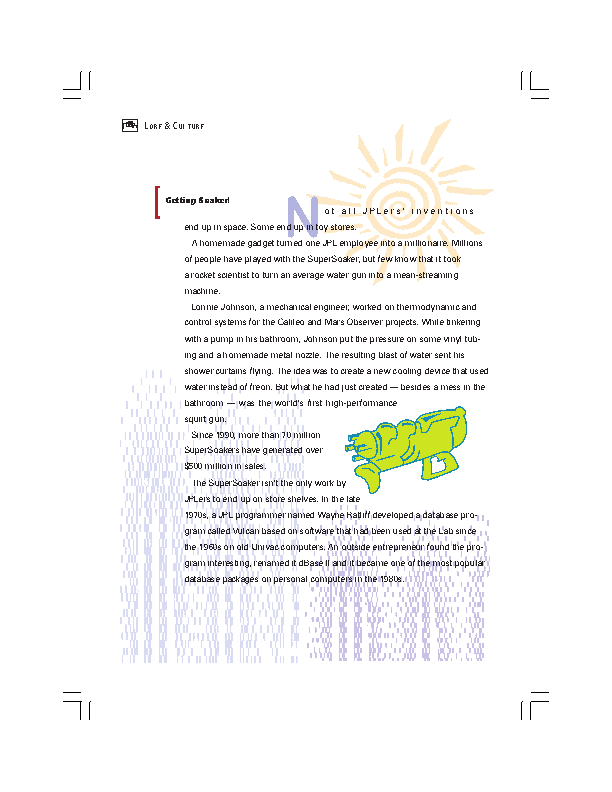 LORE & CULTURE
Getting Soaked
Not all JPLers' inventions
end up in space. Some end up in toy stores.
A homemade gadget turned one JPL employee into a millionaire. Millions
of people have played with the SuperSoaker, but few know that it took
a rocket scientist to turn an average water gun into a mean-streaming
machine.
Lonnie Johnson, a mechanical engineer, worked on thermodynamic and
control systems for the Galileo and Mars Observer projects. While tinkering
with a pump in his bathroom, Johnson put the pressure on some vinyl tub-
ing and a homemade metal nozzle. The resulting blast of water sent his
shower curtains flying. The idea was to create a new cooling device that used
water instead of freon. But what he had just created — besides a mess in the
bathroom — was the world's first high-performance
squirt gun.
Since 1990, more than 70 million
SuperSoakers have generated over
$500 million in sales.
The SuperSoaker isn't the only work by
JPLers to end up on store shelves. In the late
1970s, a JPL programmer named Wayne Ratliff developed a database pro-
gram called Vulcan based on software that had been used at the Lab since
the 1960s on old Univac computers. An outside entrepreneur found the pro-
gram interesting, renamed it dBase II and it became one of the most popular
database packages on personal computers in the 1980s.